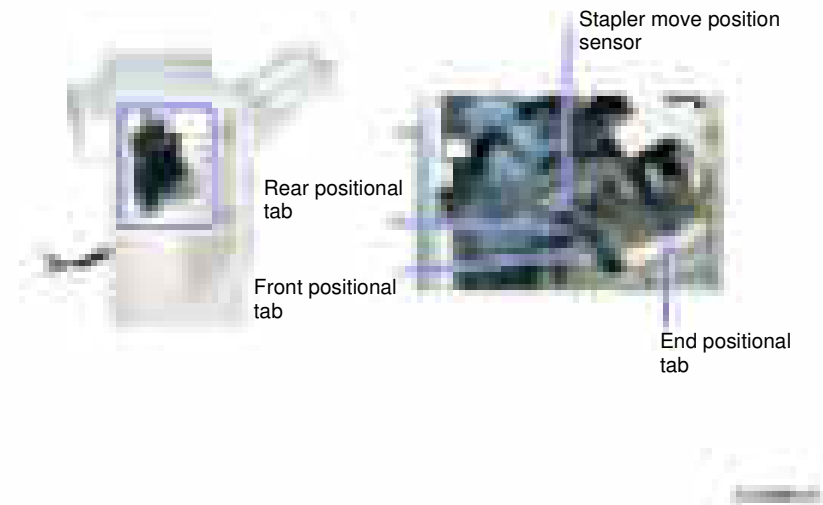 Stapler move position
sensor
Rear positional
tab
Front positional
tab
End positional
tab